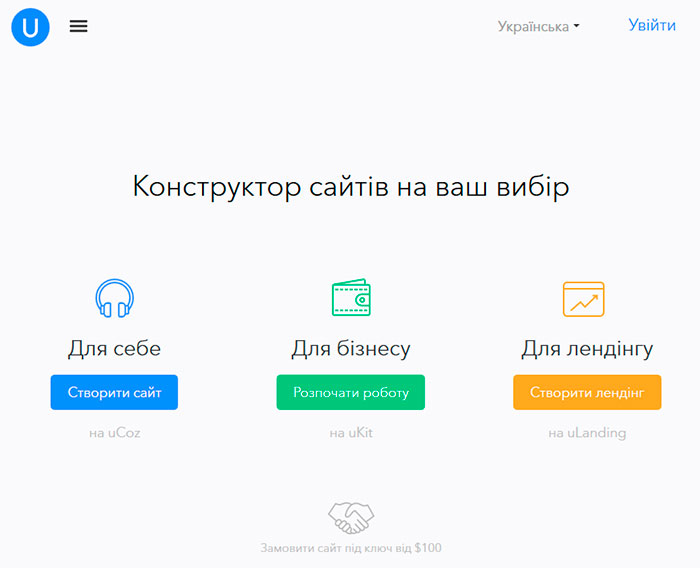 U
Українська
Увійти
Конструктор сайтів на ваш вибір
Для себе
Для бізнесу
Для лендінгу
Створити сайт
Розпочати роботу
Створити лендінг
на uCoz
на uKit
на uLanding
Замовити сайт під ключ від $100